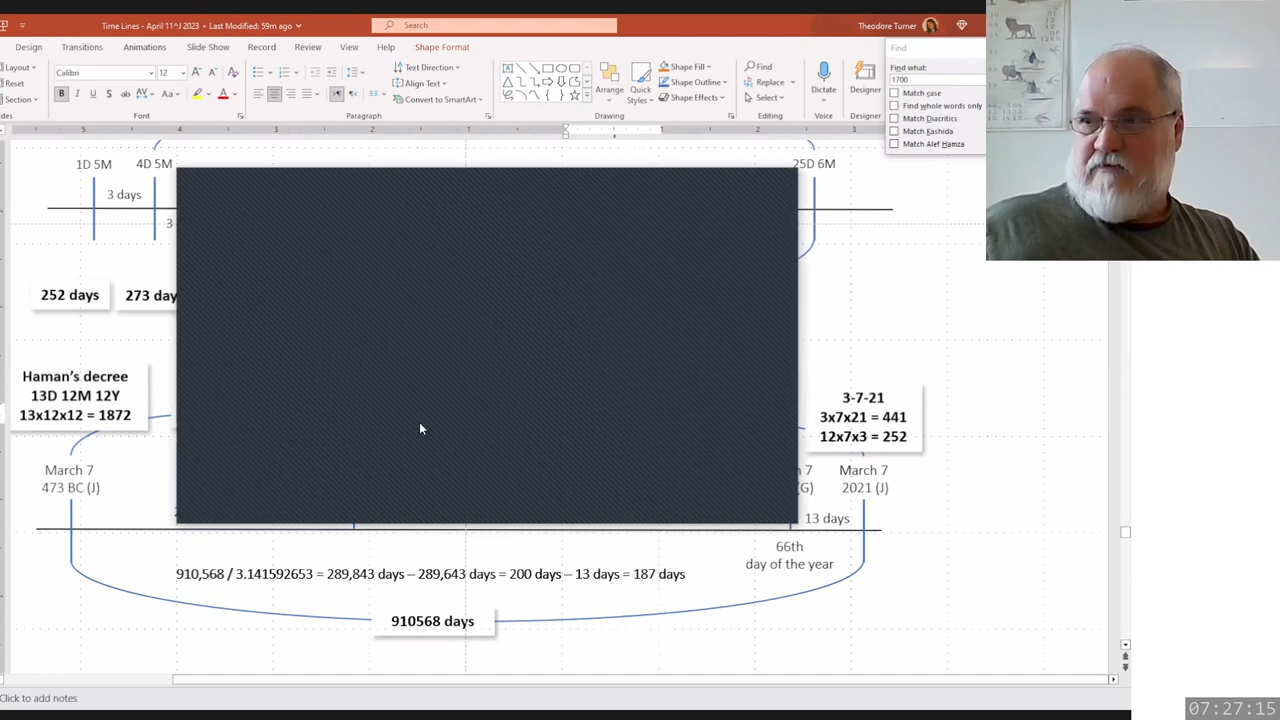 Time Lines - April 11^J 2023 • Last Modified: 59m ago
Search
Theodore Turner
Design Transitions Animations Slide Show Record Review View Help Shape Format
Layout
Reset
Section
Calibri 12
Text Direction
Align Text
Convert to SmartArt
Arrange
Quick
Styles
Shape Fill
Shape Outline
Shape Effects
Find
Replace
Select
Dictate
Designer
Font Paragraph Drawing Editing Voice Designer
Find
Find what:
1700
Match case
Find whole words only
Match Diacritics
Match Kashida
Match Alef Hamza
1D 5M 4D 5M 25D 6M
3 days
3
252 days 273 day
Haman's decree
13D 12M 12Y
13x12x12 = 1872
3-7-21
3x7x21 = 441
12x7x3 = 252
March 7
473 BC (J)
7
(G)
March 7
2021 (J)
13 days
66th
day of the year
910,568 / 3.141592653 = 289,843 days – 289,643 days = 200 days – 13 days = 187 days
910568 days
Click to add notes
07:27:15